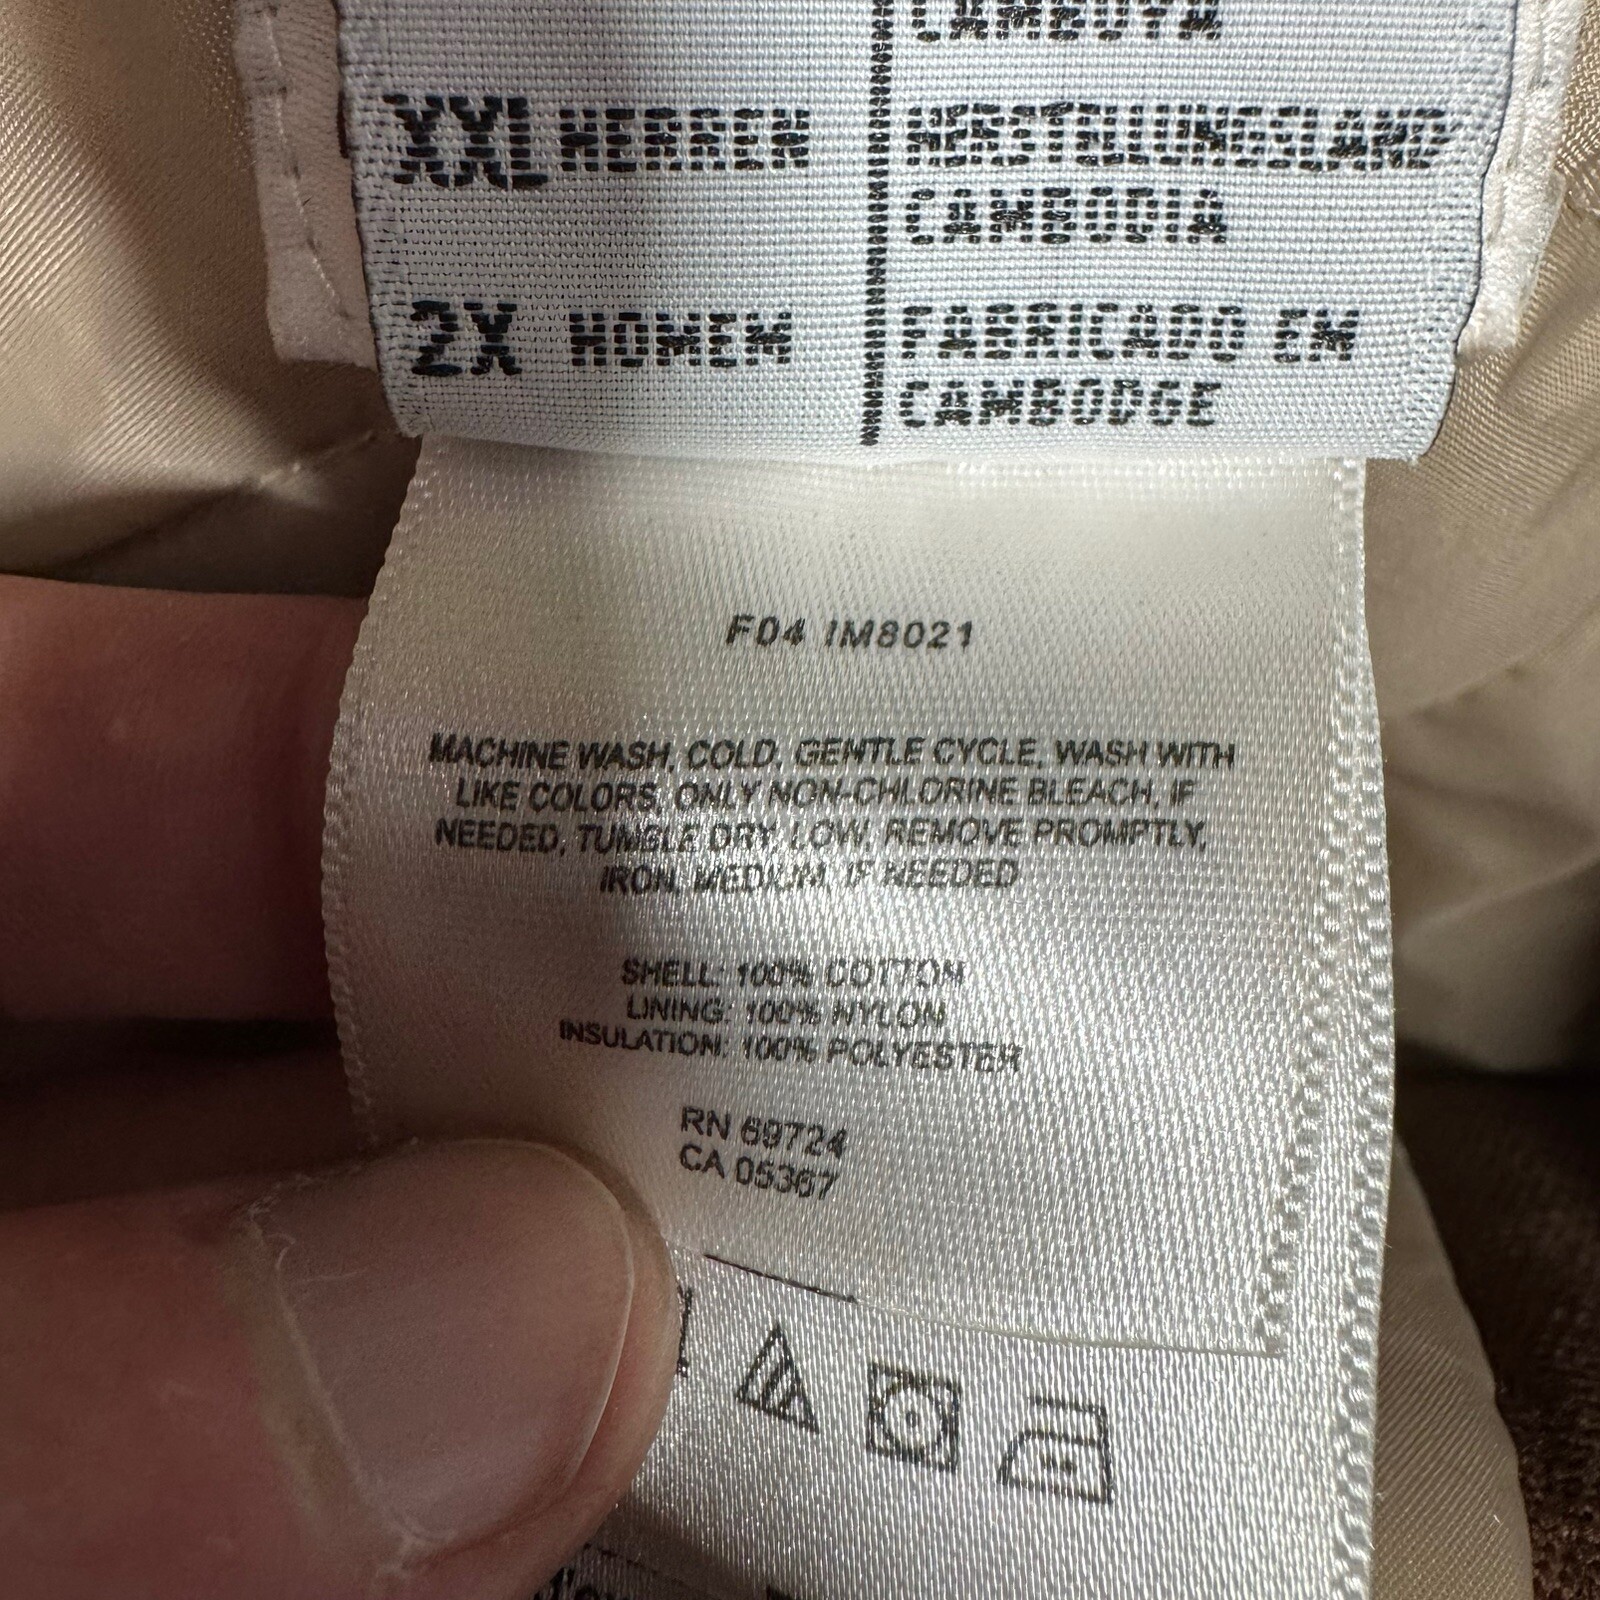 CAMBOYA
XXL HERREN
HERSTELLUNGSLAND
CAMBODIA
2X HOMEM
FABRICADO EM
CAMBODGE
F04 IM8021
MACHINE WASH, COLD, GENTLE CYCLE, WASH WITH
LIKE COLORS, ONLY NON-CHLORINE BLEACH, IF
NEEDED, TUMBLE DRY, LOW, REMOVE PROMPTLY,
IRON, MEDIUM, IF NEEDED
SHELL: 100% COTTON
LINING: 100% NYLON
INSULATION: 100% POLYESTER
RN 69724
CA 05367